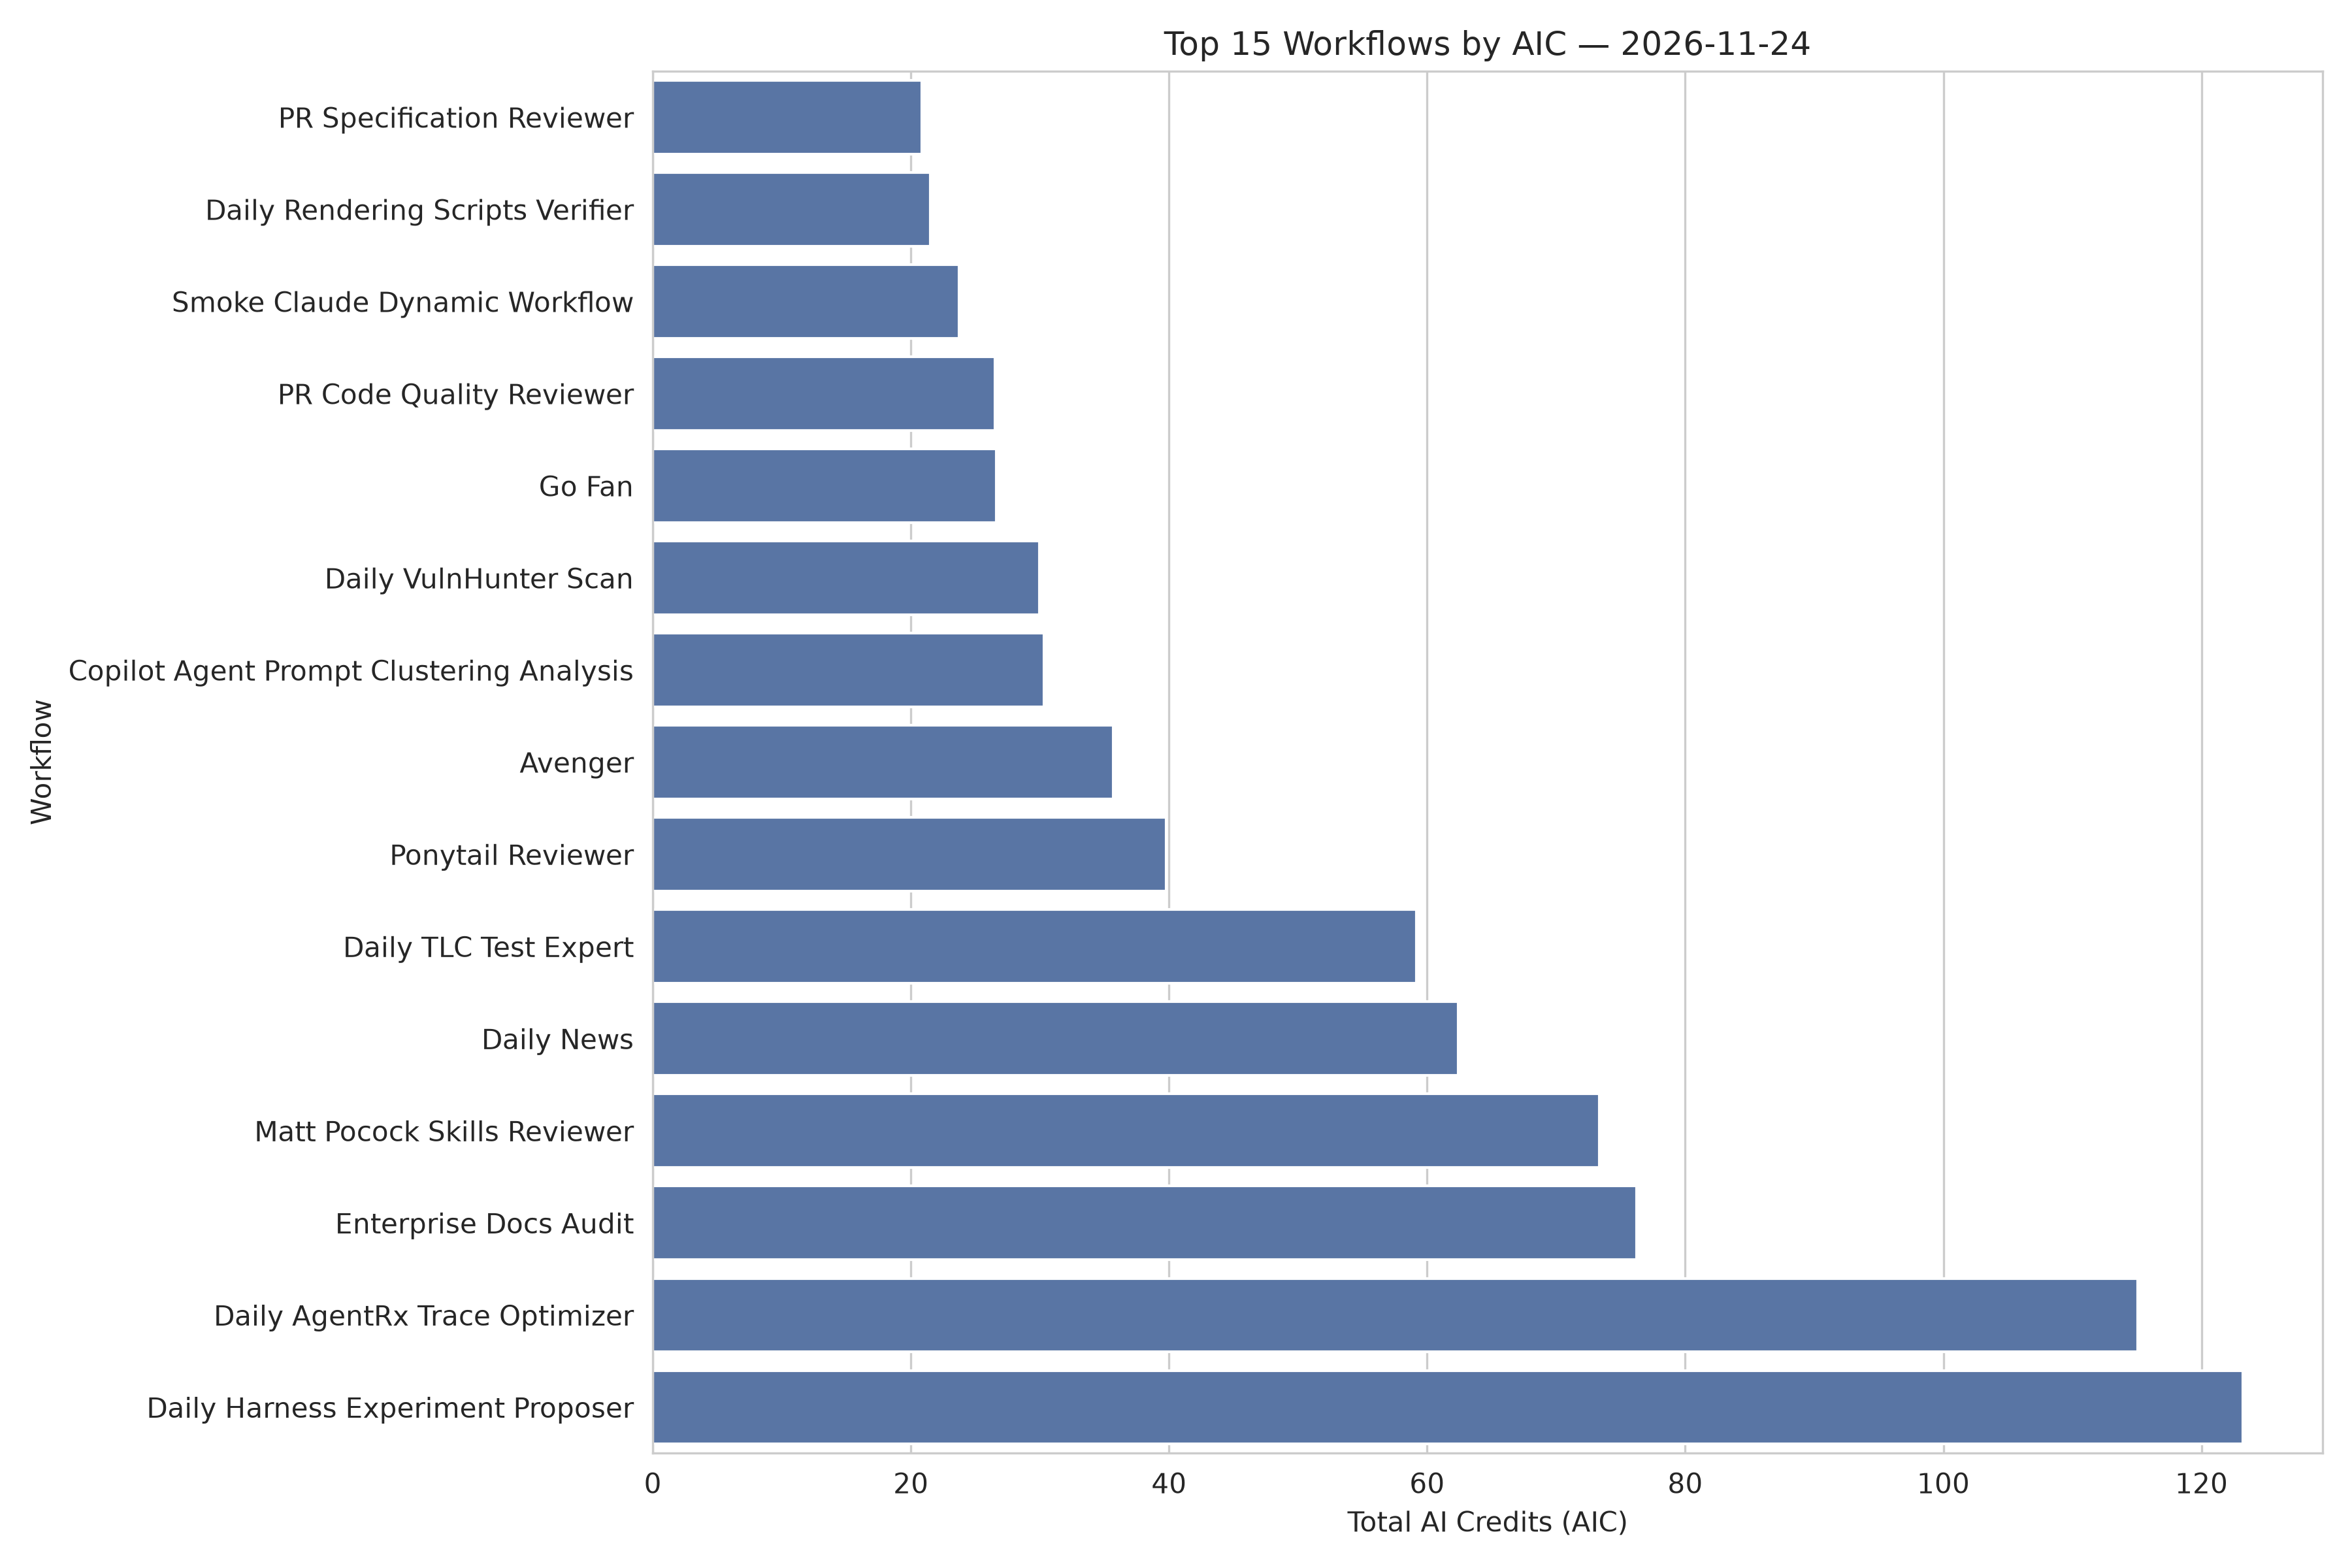 Top 15 Workflows by AIC — 2026-11-24
PR Specification Reviewer
Daily Rendering Scripts Verifier
Smoke Claude Dynamic Workflow
PR Code Quality Reviewer
Go Fan
Daily VulnHunter Scan
Copilot Agent Prompt Clustering Analysis
Avenger
Ponytail Reviewer
Daily TLC Test Expert
Daily News
Matt Pocock Skills Reviewer
Enterprise Docs Audit
Daily AgentRx Trace Optimizer
Daily Harness Experiment Proposer
Workflow
0 20 40 60 80 100 120
Total AI Credits (AIC)